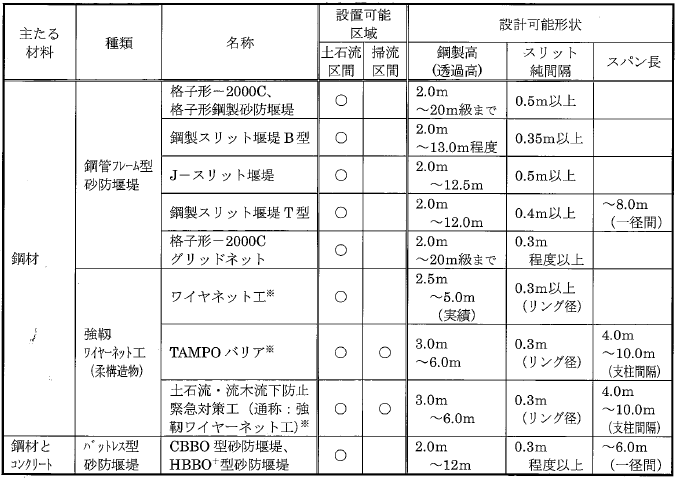 主たる
材料
種類
名称
設置可能
区域
設計可能形状
土石流
区間
掃流
区間
鋼製高
(透過高)
スリット
純間隔
スパン長
鋼材
鋼管フレーム型
砂防堰堤
格子形－2000C、
格子形鋼製砂防堰堤
○
2.0m
～20m級まで
0.5m以上
鋼製スリット堰堤B型
○
2.0m
～13.0m程度
0.35m以上
J－スリット堰堤
○
2.0m
～12.5m
0.5m以上
鋼製スリット堰堤T型
○
2.0m
～12.0m
0.4m以上
～8.0m
(一径間)
格子形－2000C
グリッドネット
○
2.0m
～20m級まで
0.3m
程度以上
強靭
ワイヤーネット工
(柔構造物)
ワイヤネット工※
○
2.5m
～5.0m
(実績)
0.3m以上
(リング径)
TAMPOバリア※
○
○
3.0m
～6.0m
0.3m
(リング径)
4.0m
～10.0m
(支柱間隔)
土石流・流木流下防止
緊急対策工（通称：強
靭ワイヤーネット工)※
○
○
3.0m
～6.0m
0.3m
(リング径)
4.0m
～10.0m
(支柱間隔)
鋼材と
コンクリート
バットレス型
砂防堰堤
CBBO型砂防堰堤、
HBBO+型砂防堰堤
○
2.0m
～12m
0.3m
程度以上
～6.0m
(一径間)